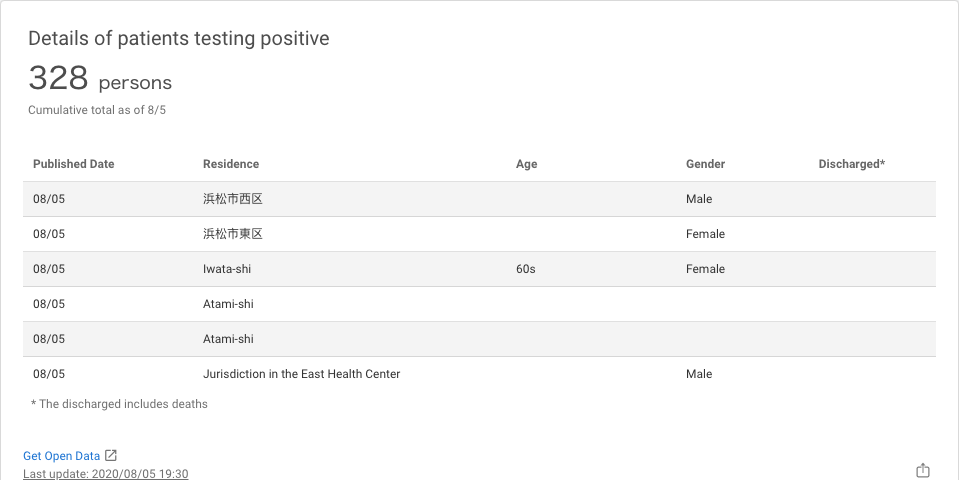 Details of patients testing positive
328 persons
Cumulative total as of 8/5
Published Date Residence Age Gender Discharged*
08/05 浜松市西区 Male
08/05 浜松市東区 Female
08/05 Iwata-shi 60s Female
08/05 Atami-shi
08/05 Atami-shi
08/05 Jurisdiction in the East Health Center Male
* The discharged includes deaths
Get Open Data
Last update: 2020/08/05 19:30